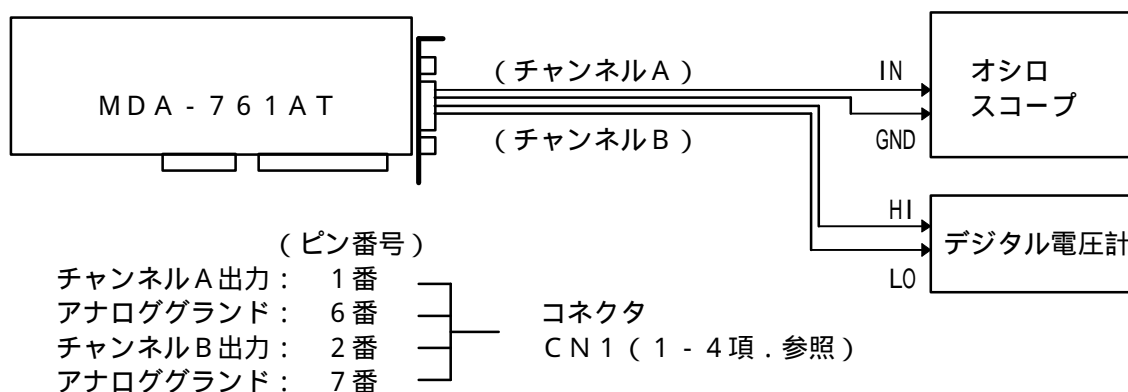 (チャンネルA) IN オシロ
MDA-761AT スコープ
(チャンネルB) GND
HI
(ピン番号) デジタル電圧計
チャンネルA出力: 1番 LO
アナロググランド: 6番 コネクタ
チャンネルB出力: 2番 CN1(1-4項.参照)
アナロググランド: 7番